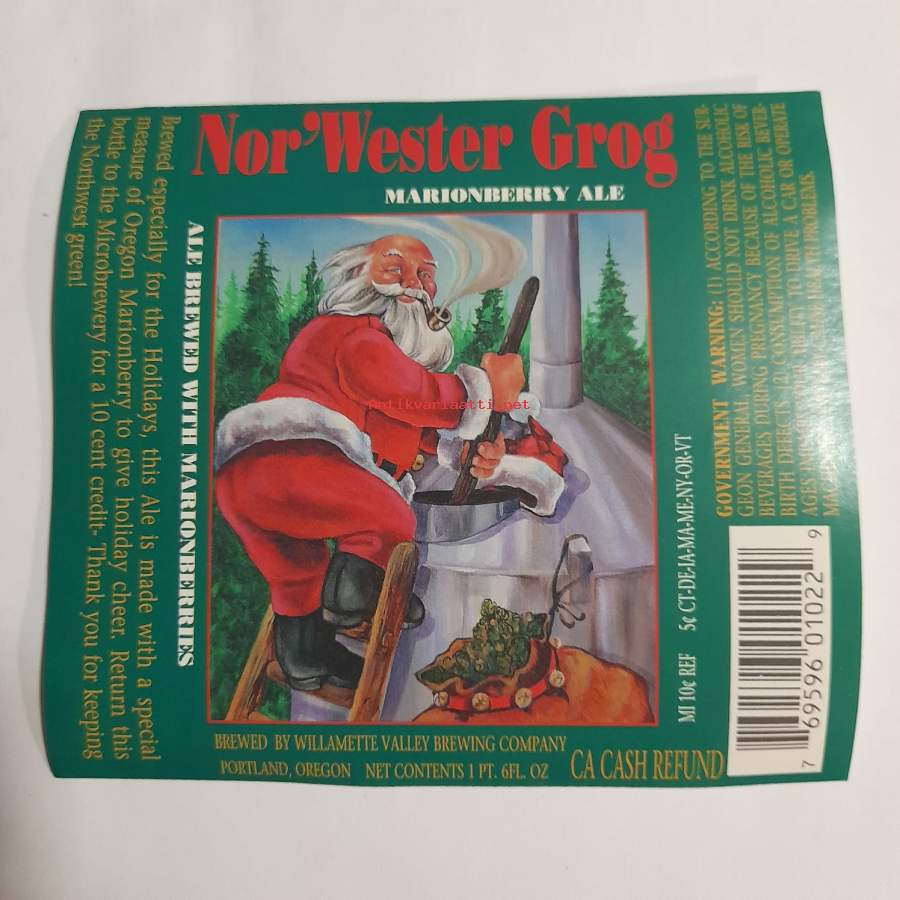 Nor'Wester Grog
MARIONBERRY ALE
ALE BREWED WITH MARIONBERRIES
Brewed especially for the Holidays, this Ale is made with a special
measure of Oregon Marionberry to give holiday cheer. Return this
bottle to the Microbrewery for a 10 cent credit- Thank you for keeping
the Northwest green!
Antikvariaatti.net
BREWED BY WILLAMETTE VALLEY BREWING COMPANY
PORTLAND, OREGON NET CONTENTS 1 PT. 6FL. OZ
CA CASH REFUND
MI 10¢ REF 5¢ CT-DE-IA-MA-ME-NY-OR-VT
GOVERNMENT WARNING: (1) ACCORDING TO THE SUR-
GEON GENERAL, WOMEN SHOULD NOT DRINK ALCOHOLIC
BEVERAGES DURING PREGNANCY BECAUSE OF THE RISK OF
BIRTH DEFECTS. (2) CONSUMPTION OF ALCOHOLIC BEVER-
AGES IMPAIRS YOUR ABILITY TO DRIVE A CAR OR OPERATE
MACHINERY, AND MAY CAUSE HEALTH PROBLEMS.
7 69596 01022 9